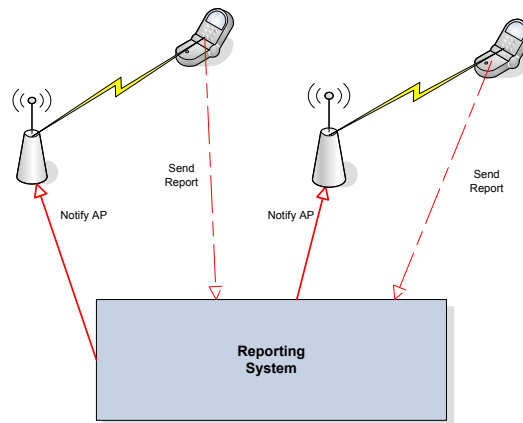 Send
Report
Notify AP
Send
Report
Notify AP
Reporting
System